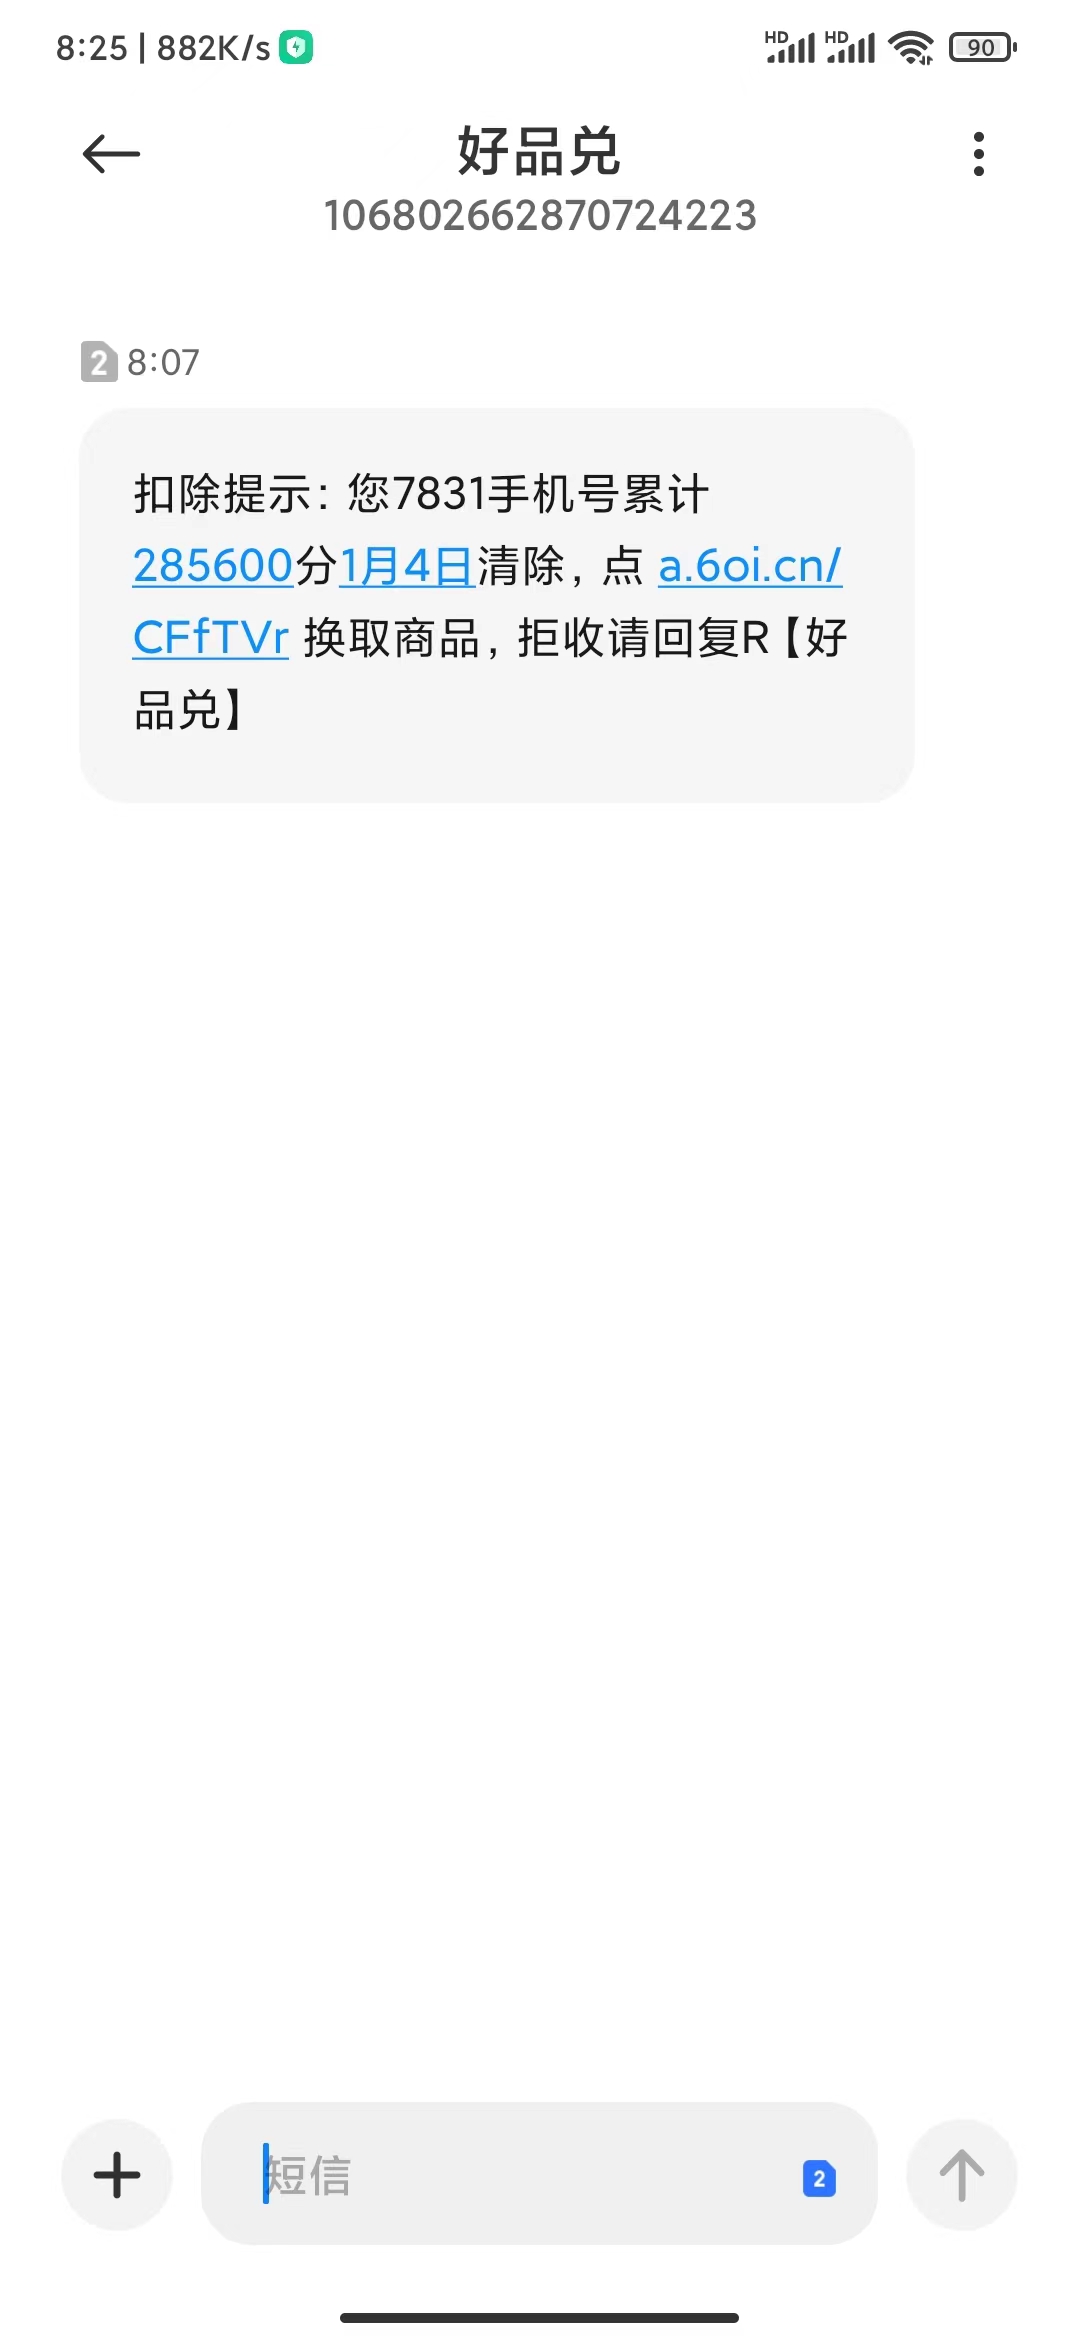 8:25 | 882K/s
HD HD 90
好品兑
106802662870724223
2 8:07
扣除提示：您7831手机号累计
285600分1月4日清除，点 a.6oi.cn/
CFfTVr 换取商品，拒收请回复R【好
品兑】
短信 2